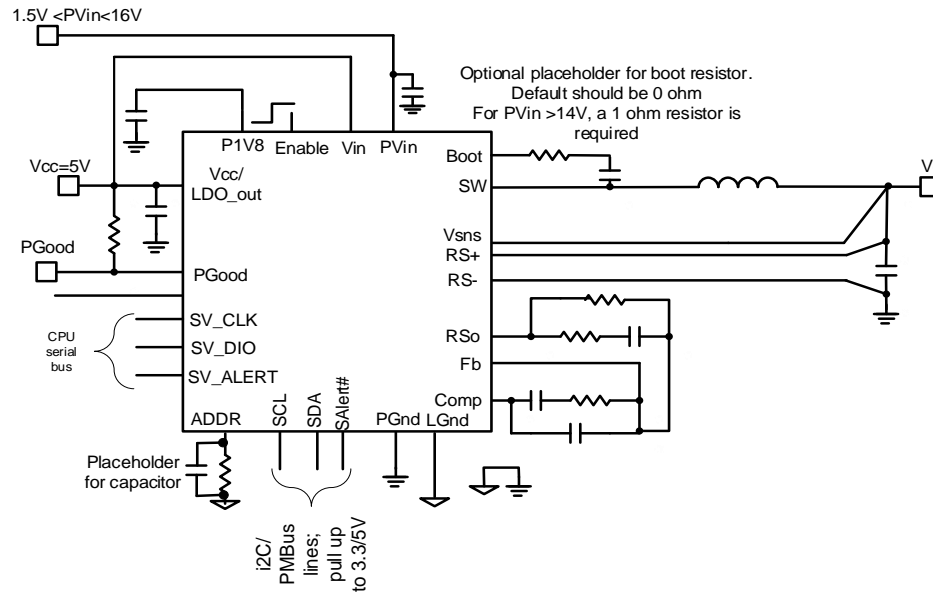 1.5V <PVin<16V
Optional placeholder for boot resistor.
Default should be 0 ohm
For PVin >14V, a 1 ohm resistor is
required
P1V8
Enable
Vin
PVin
Boot
Vcc=5V
Vcc/
LDO_out
SW
V
PGood
PGood
Vsns
RS+
RS-
CPU
serial
bus
SV_CLK
SV_DIO
SV_ALERT
RSo
Fb
Comp
ADDR
SCL
SDA
SAlert#
PGnd
LGnd
Placeholder
for capacitor
i2C/
PMBus
lines;
pull up
to 3.3/5V